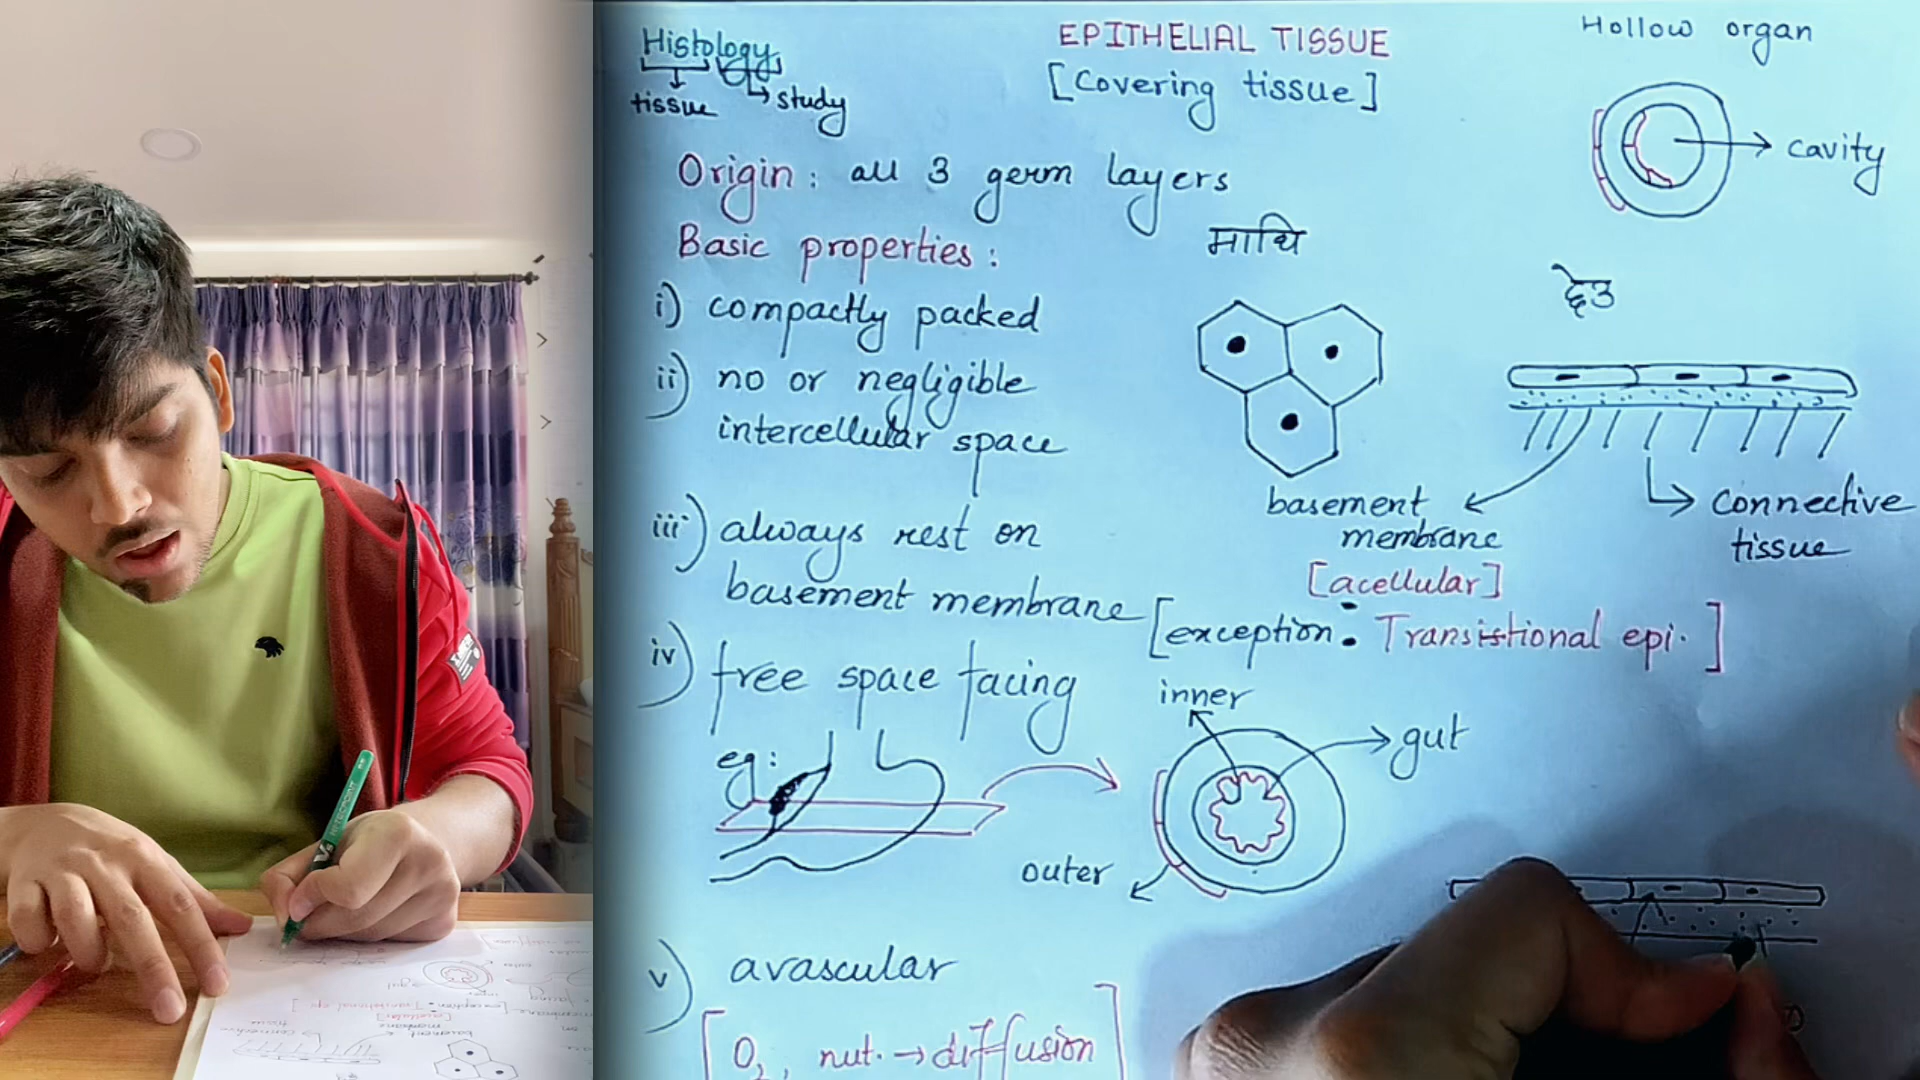 Histology
tissue
study
EPITHELIAL TISSUE
[Covering tissue]
Hollow organ
cavity
Origin: all 3 germ layers
Basic properties:
माथि
देउ
i) compactly packed
ii) no or negligible
intercellular space
basement
membrane
[acellular]
connective
tissue
iii) always rest on
basement membrane [exception: Transistional epi.]
iv) free space facing
inner
gut
eg:
outer
v) avascular
[O2, nut. → diffusion]